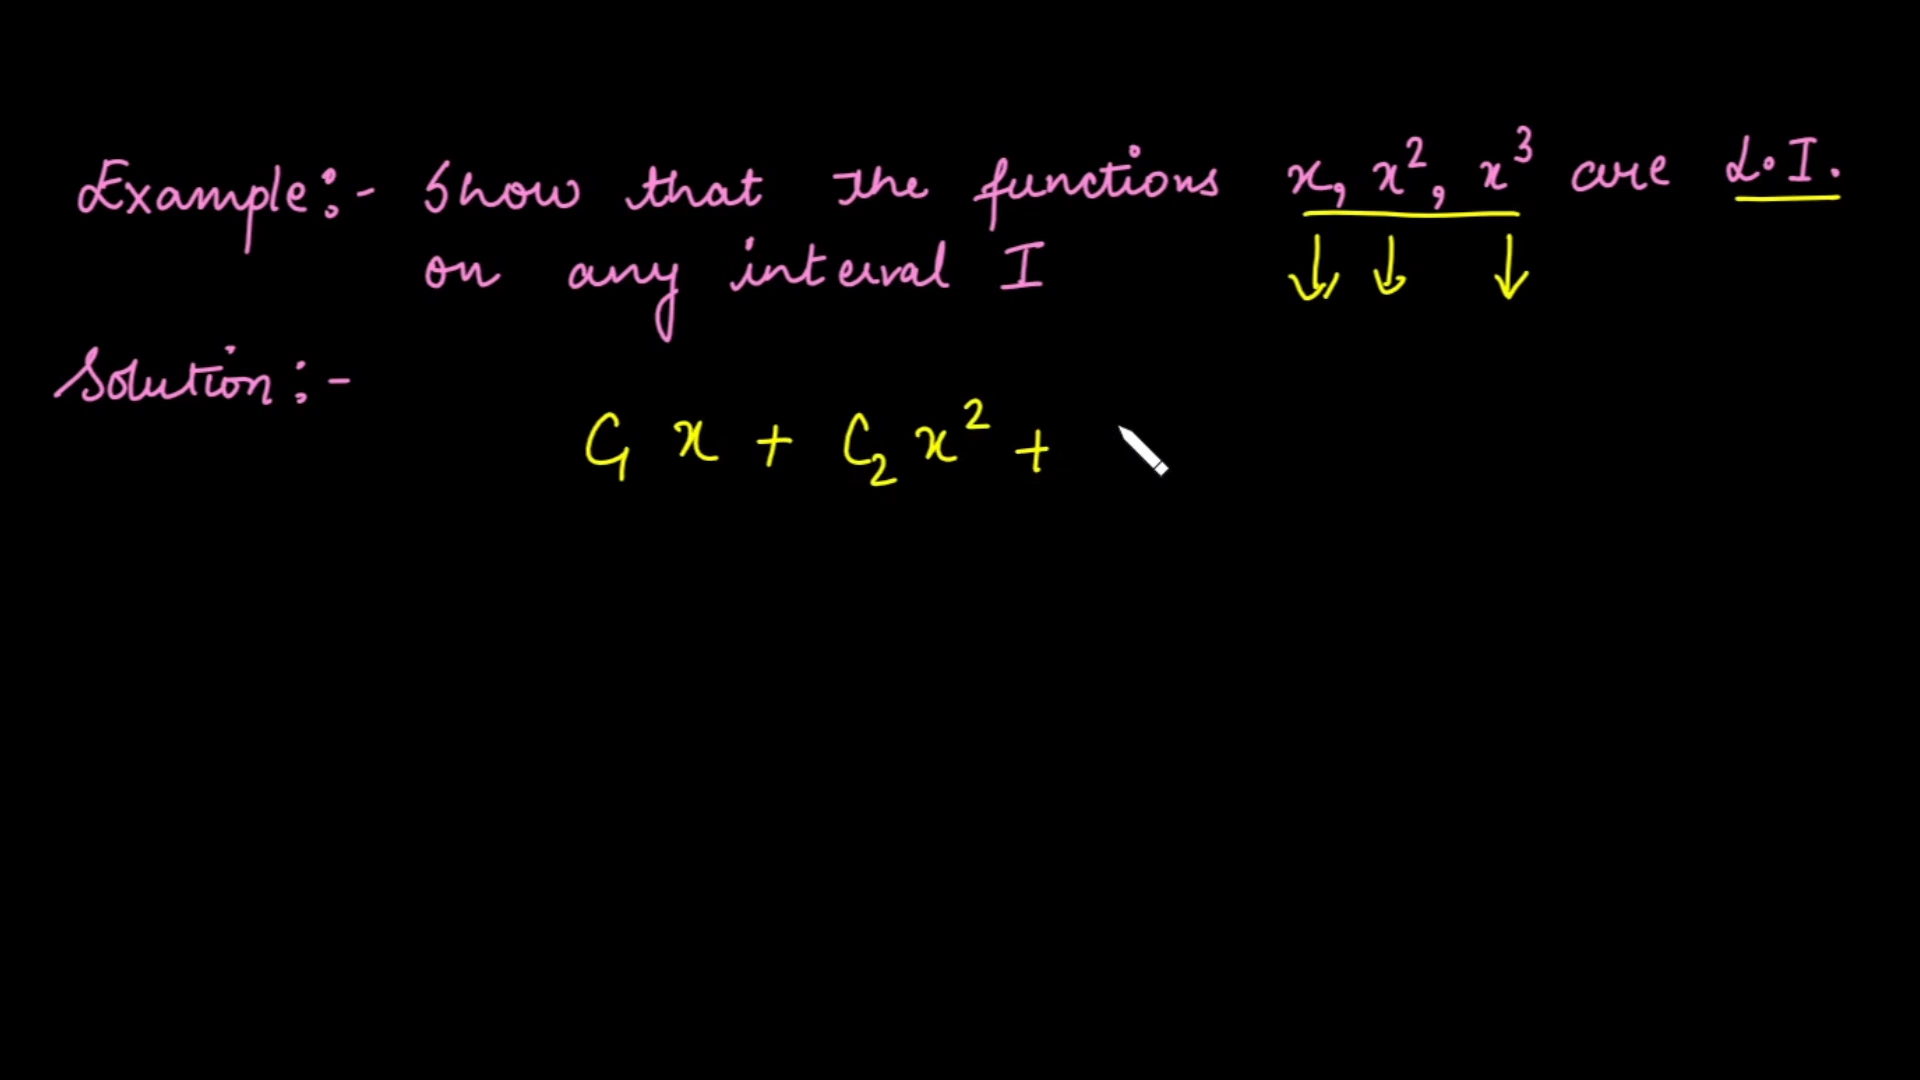 Example:- Show that the functions x, x², x³ are L.I.
on any interval I
Solution:-
C₁ x + C₂ x² +